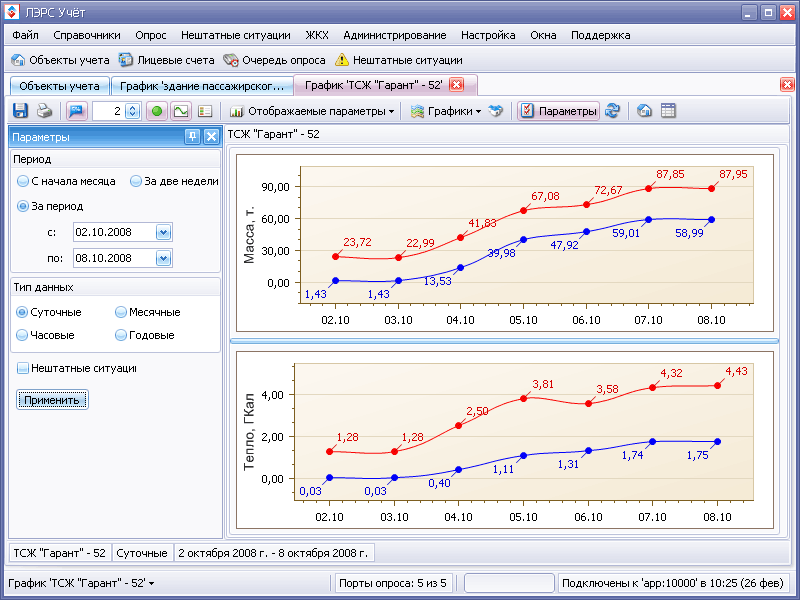 ЛЭРС Учёт
Файл Справочники Опрос Нештатные ситуации ЖКХ Администрирование Настройка Окна Поддержка
Объекты учета Лицевые счета Очередь опроса Нештатные ситуации
Объекты учета График 'здание пассажирског... График 'ТСЖ "Гарант" - 52'
2 Отображаемые параметры Графики Параметры
Параметры
Период
С начала месяца За две недели
За период
с: 02.10.2008
по: 08.10.2008
Тип данных
Суточные Месячные
Часовые Годовые
Нештатные ситуации
Применить
ТСЖ "Гарант" - 52
Масса ,т.
90,00
60,00
30,00
0,00
23,72 22,99 41,83 67,08 72,67 87,85 87,95
1,43 1,43 13,53 39,98 47,92 59,01 58,99
02.10 03.10 04.10 05.10 06.10 07.10 08.10
Тепло, ГКал
4,00
2,00
0,00
1,28 1,28 2,50 3,81 3,58 4,32 4,43
0,03 0,03 0,40 1,11 1,31 1,74 1,75
02.10 03.10 04.10 05.10 06.10 07.10 08.10
ТСЖ "Гарант" - 52 Суточные 2 октября 2008 г. - 8 октября 2008 г.
График 'ТСЖ "Гарант" - 52' Порты опроса: 5 из 5 Подключены к 'app:10000' в 10:25 (26 фев)